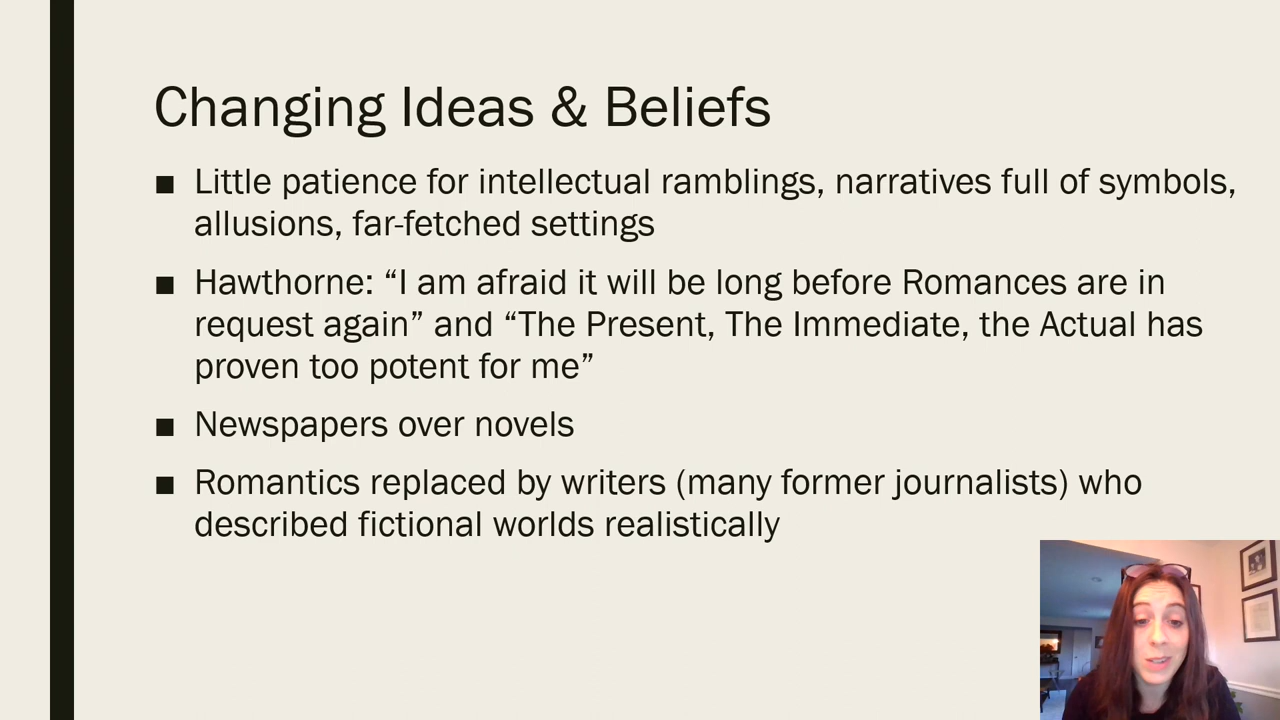 Changing Ideas & Beliefs
■ Little patience for intellectual ramblings, narratives full of symbols,
allusions, far-fetched settings
■ Hawthorne: “I am afraid it will be long before Romances are in
request again” and “The Present, The Immediate, the Actual has
proven too potent for me”
■ Newspapers over novels
■ Romantics replaced by writers (many former journalists) who
described fictional worlds realistically